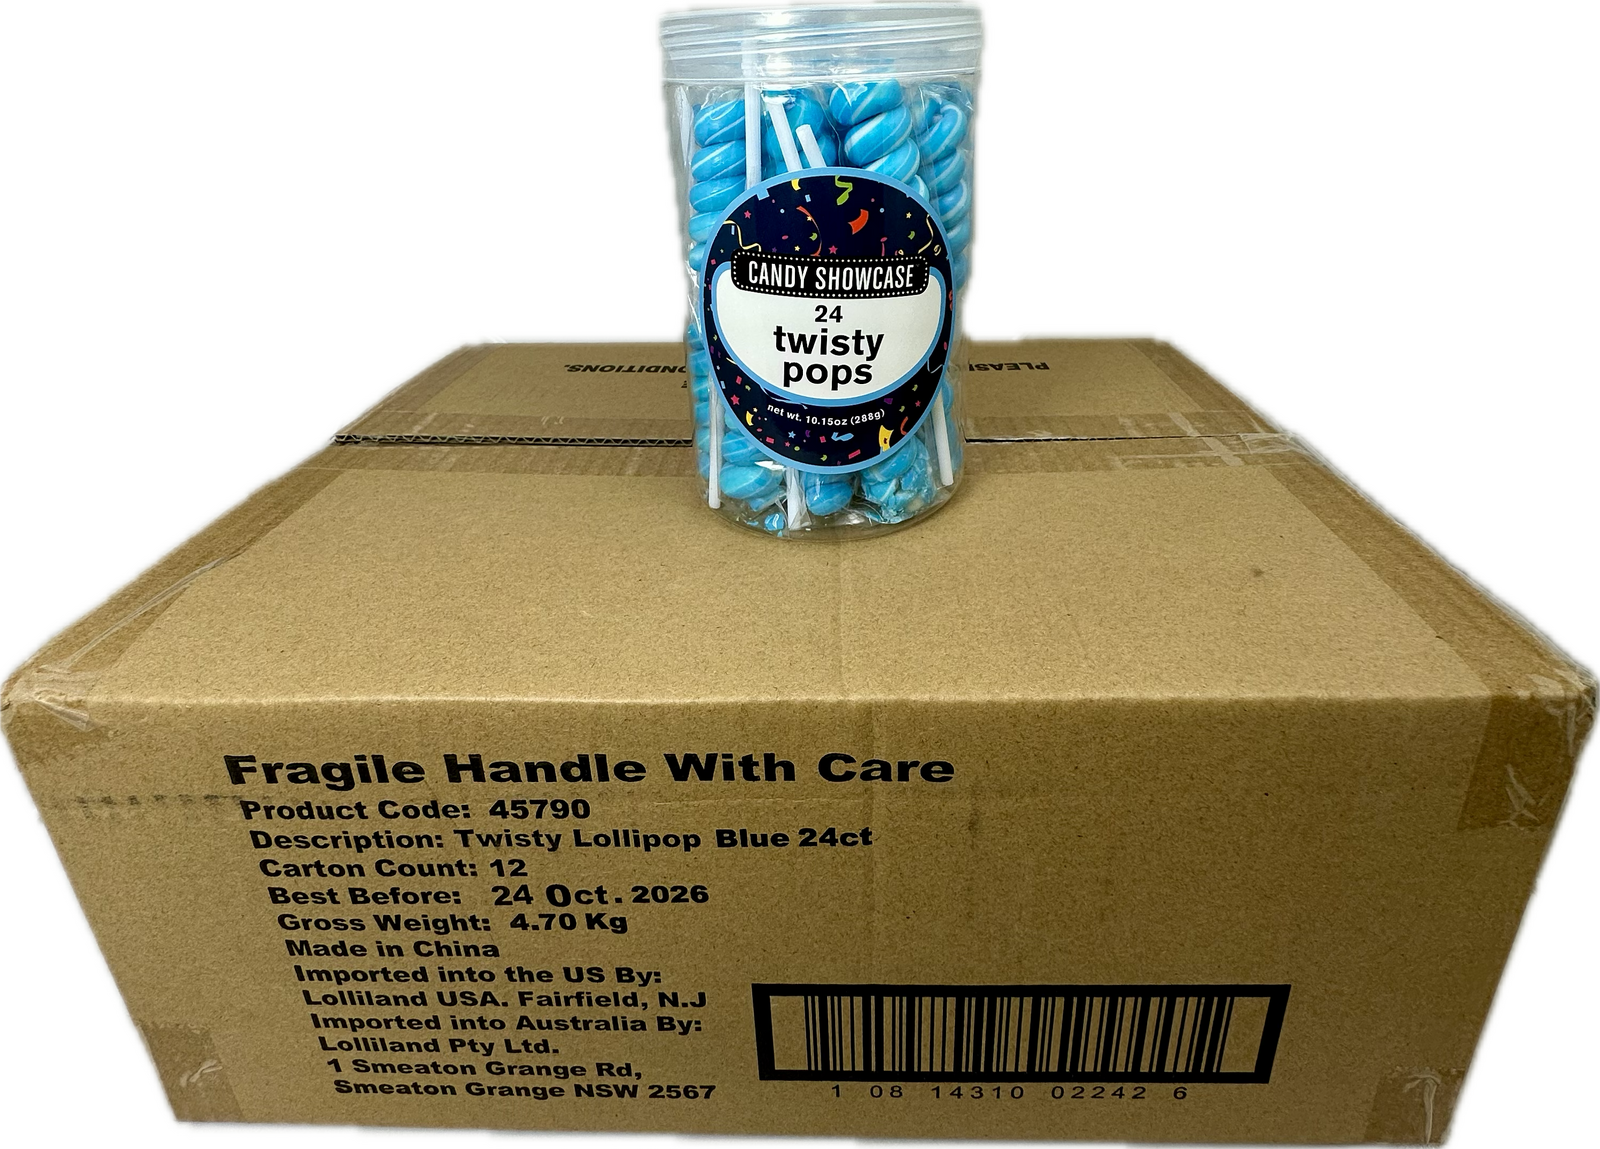 CANDY SHOWCASE
24
twisty
pops
net wt. 10.15oz (288g)
Fragile Handle With Care
Product Code: 45790
Description: Twisty Lollipop Blue 24ct
Carton Count: 12
Best Before: 24 Oct. 2026
Gross Weight: 4.70 Kg
Made in China
Imported into the US By:
Lolliland USA. Fairfield, N.J
Imported into Australia By:
Lolliland Pty Ltd.
1 Smeaton Grange Rd,
Smeaton Grange NSW 2567
1 08 14310 02242 6